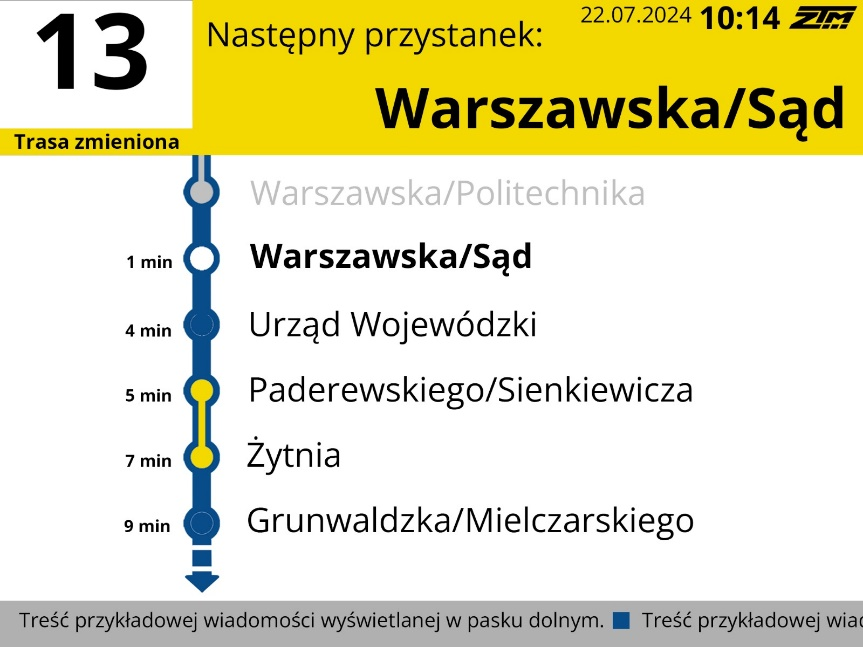 13
Trasa zmieniona
Następny przystanek:
22.07.2024 10:14 ZTM
Warszawska/Sąd
Warszawska/Politechnika
1 min Warszawska/Sąd
4 min Urząd Wojewódzki
5 min Paderewskiego/Sienkiewicza
7 min Żytnia
9 min Grunwaldzka/Mielczarskiego
Treść przykładowej wiadomości wyświetlanej w pasku dolnym. Treść przykładowej wiad